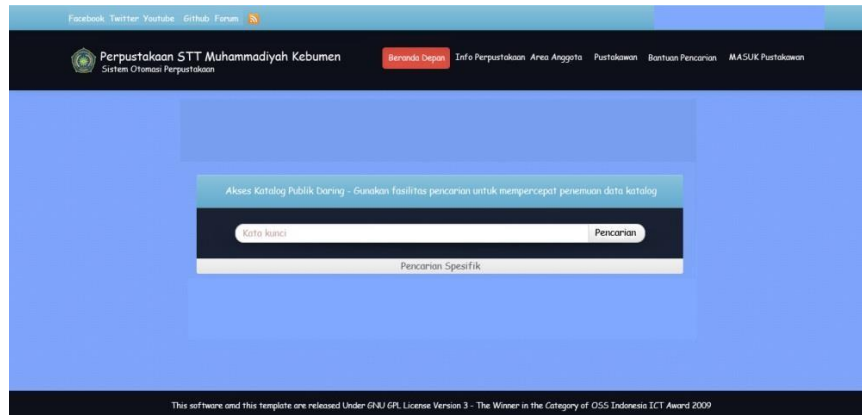 Facebook Twitter Youtube Github Forum
Perpustakaan STT Muhammadiyah Kebumen
Sistem Otomasi Perpustakaan
Beranda Depan Info Perpustakaan Area Anggota Pustakawan Bantuan Pencarian MASUK Pustakawan
Akses Katalog Publik Daring - Gunakan fasilitas pencarian untuk mempercepat penemuan data katalog
Kata kunci Pencarian
Pencarian Spesifik
This software amd this template are released Under GNU GPL License Version 3 - The Winner in the Category of OSS Indonesia ICT Award 2009